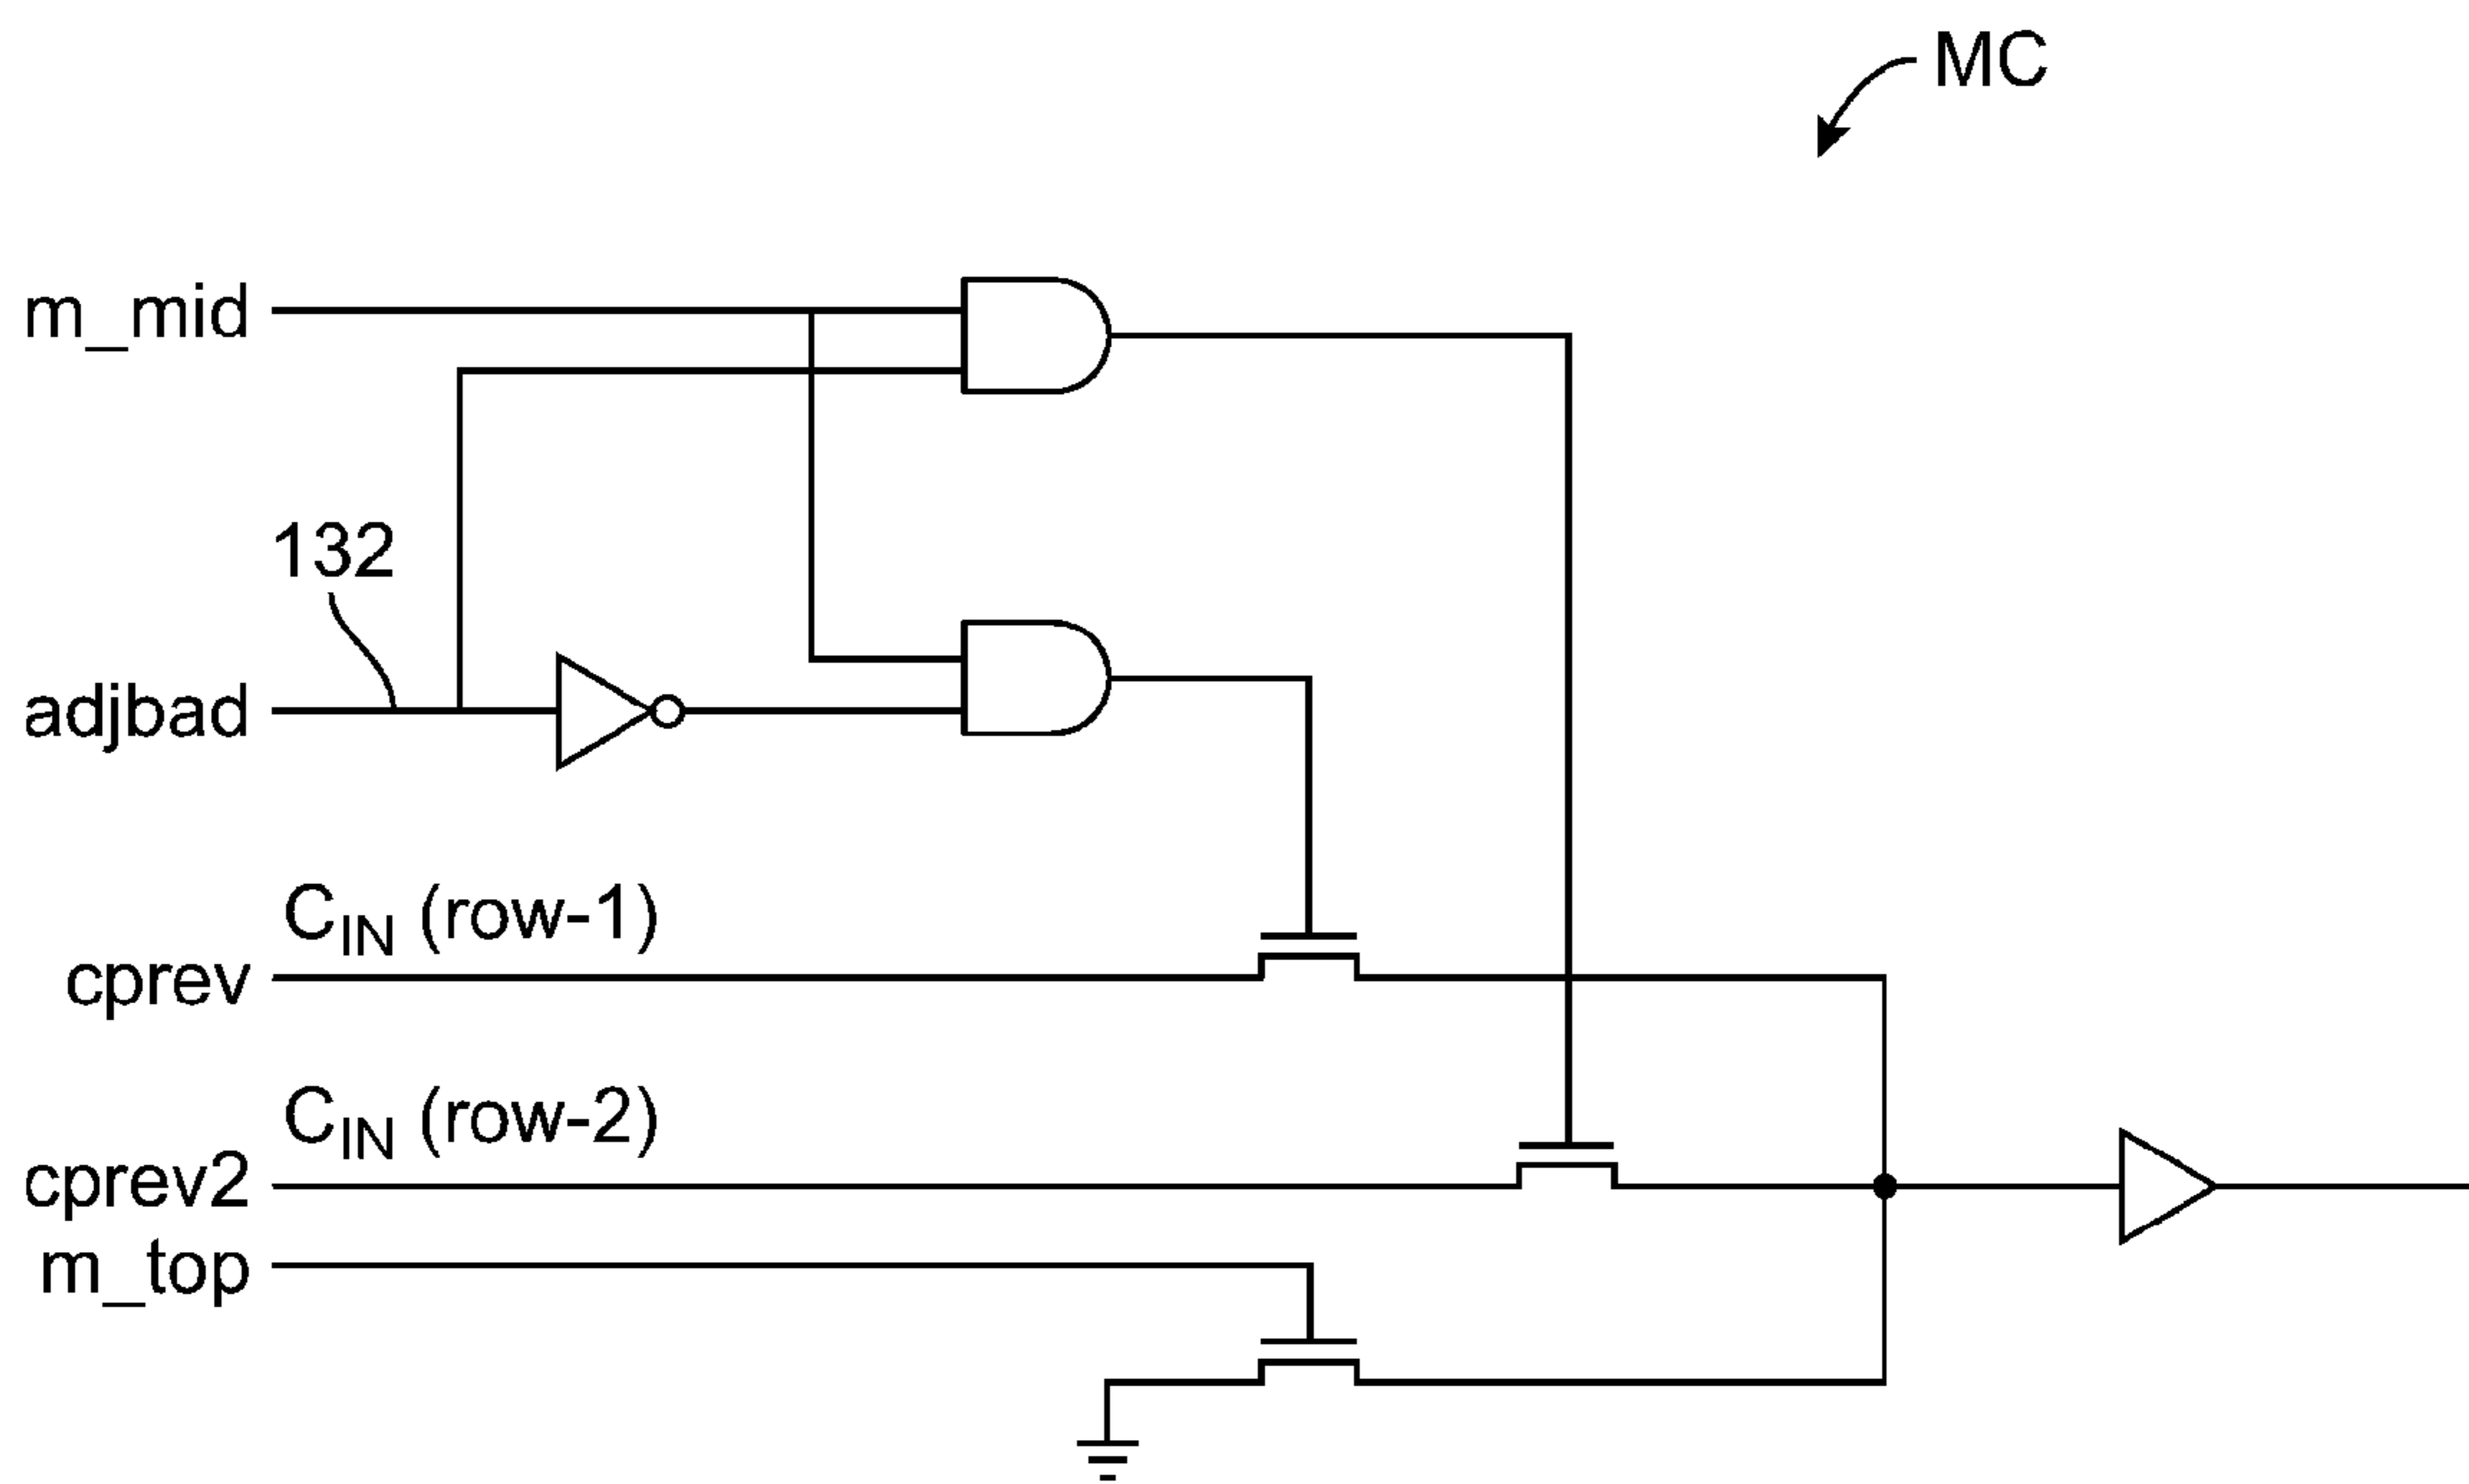 MC
m_mid
132
adjbad
C_IN (row-1)
cprev
C_IN (row-2)
cprev2
m_top